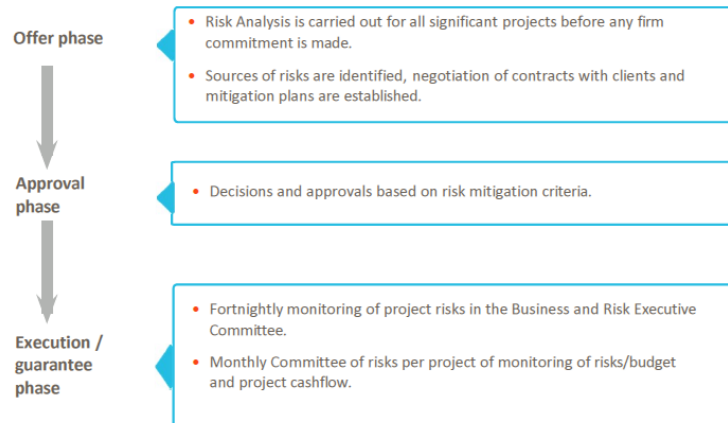 Offer phase
• Risk Analysis is carried out for all significant projects before any firm
commitment is made.
• Sources of risks are identified, negotiation of contracts with clients and
mitigation plans are established.
Approval
phase
• Decisions and approvals based on risk mitigation criteria.
Execution /
guarantee
phase
• Fortnightly monitoring of project risks in the Business and Risk Executive
Committee.
• Monthly Committee of risks per project of monitoring of risks/budget
and project cashflow.